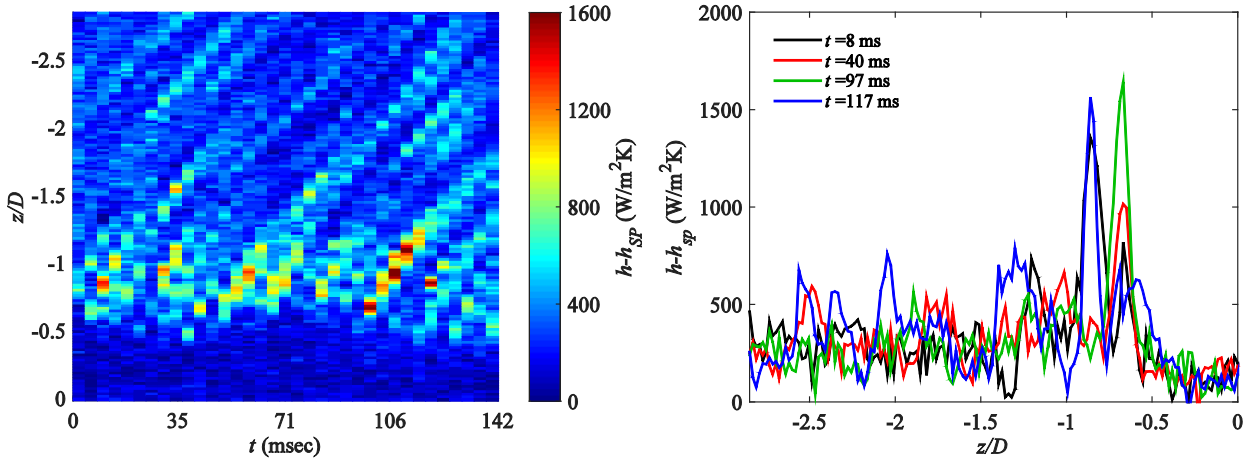 -2.5
-2
-1.5
-1
-0.5
0
z/D
0 35 71 106 142
t (msec)
1600
1200
800
400
0
h-h_SP (W/m²K)
2000
1500
1000
500
0
h-h_sp (W/m²K)
t =8 ms
t =40 ms
t =97 ms
t =117 ms
-2.5 -2 -1.5 -1 -0.5 0
z/D